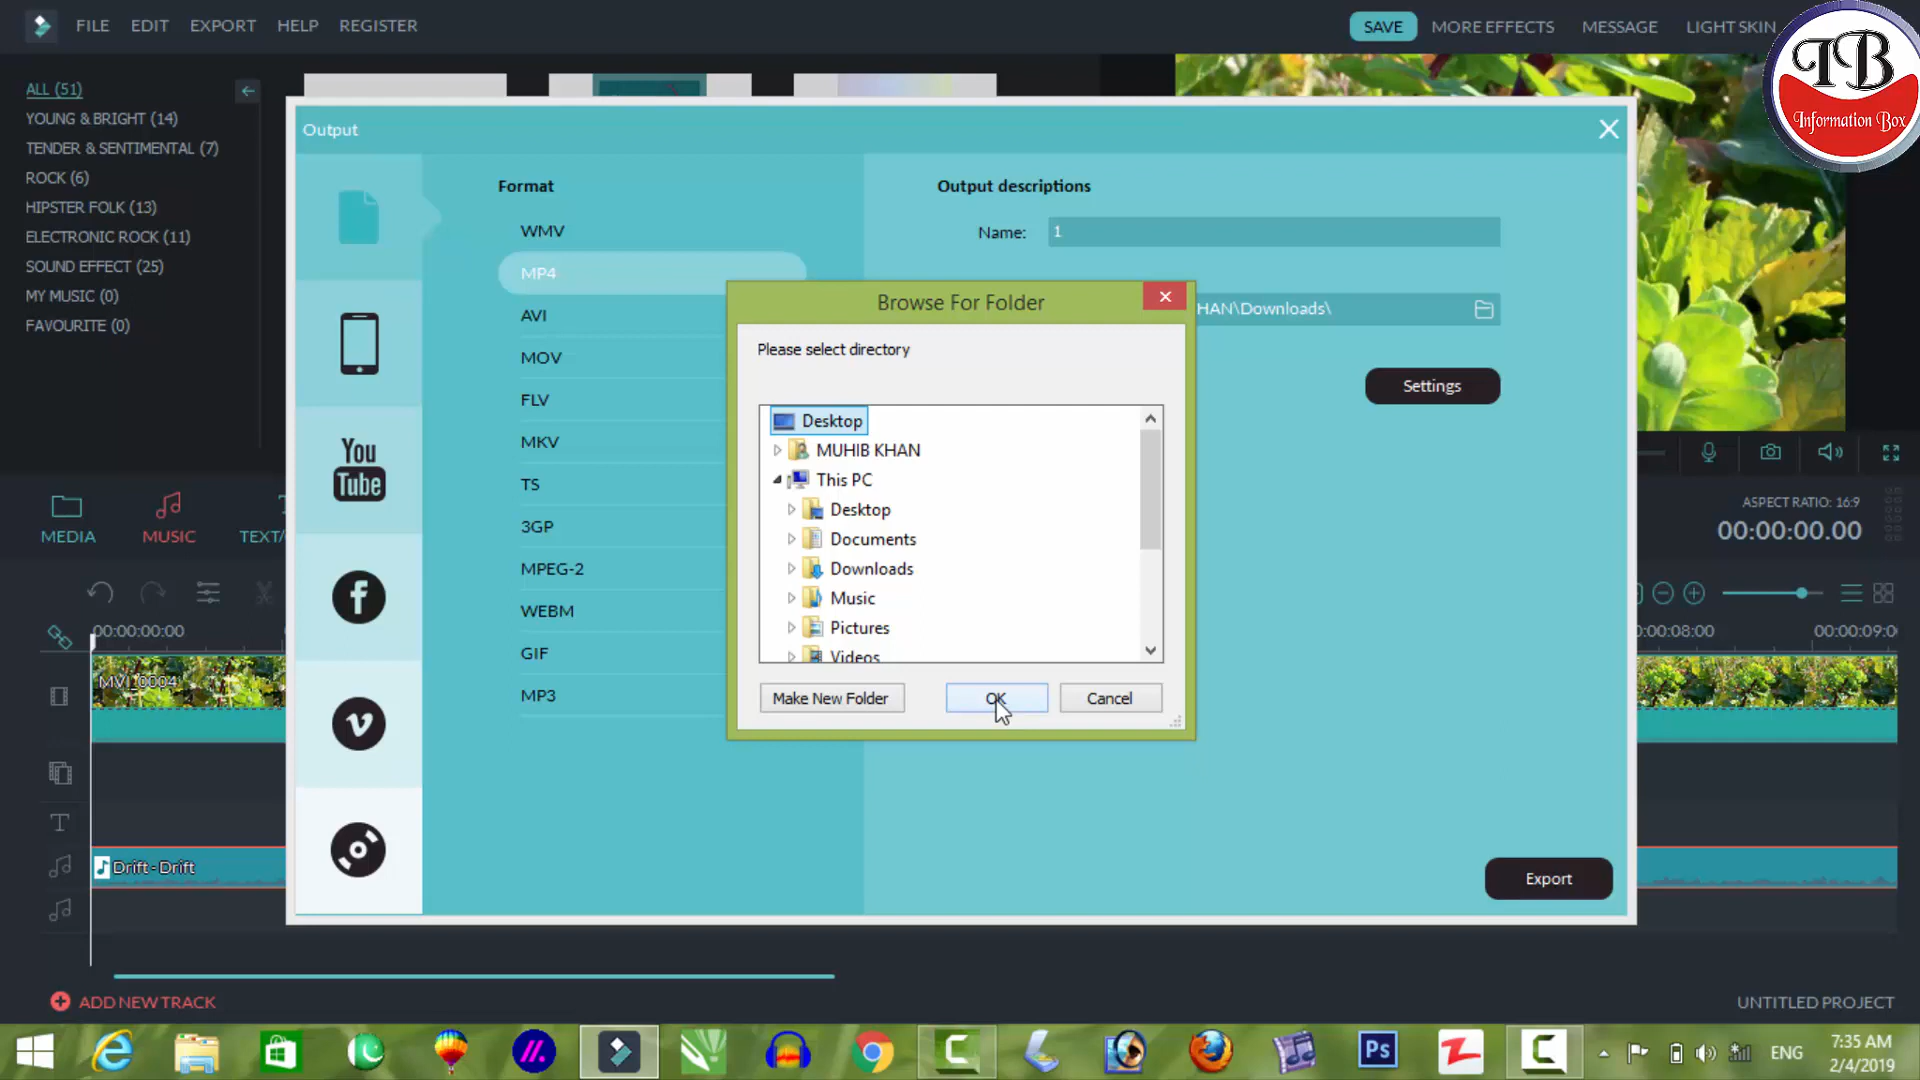 FILE EDIT EXPORT HELP REGISTER
SAVE MORE EFFECTS MESSAGE LIGHT SKIN
TB
Information Box
ALL (51)
YOUNG & BRIGHT (14)
TENDER & SENTIMENTAL (7)
ROCK (6)
HIPSTER FOLK (13)
ELECTRONIC ROCK (11)
SOUND EFFECT (25)
MY MUSIC (0)
FAVOURITE (0)
Output
Format
WMV
MP4
AVI
MOV
FLV
MKV
TS
3GP
MPEG-2
WEBM
GIF
MP3
You
Tube
Output descriptions
Name: 1
HAN\Downloads\
Settings
Export
Browse For Folder
Please select directory
Desktop
MUHIB KHAN
This PC
Desktop
Documents
Downloads
Music
Pictures
Videos
Make New Folder OK Cancel
MEDIA MUSIC TEXT/
ASPECT RATIO: 16:9
00:00:00.00
00:00:00:00
0:00:08:00 00:00:09:0
MVI_0004
Drift - Drift
ADD NEW TRACK
UNTITLED PROJECT
Ps
ENG
7:35 AM
2/4/2019